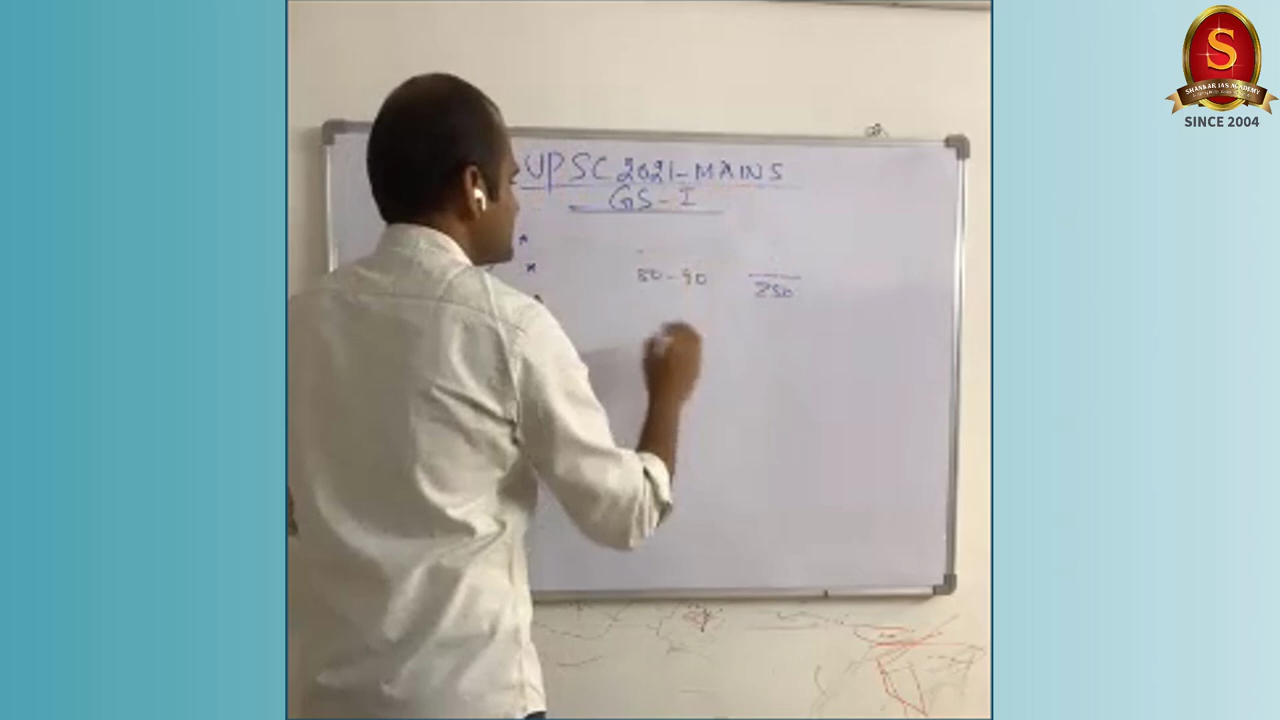 UPSC 2021-MAINS
GS-I
80-90
250
S
SHANKAR IAS ACADEMY
SINCE 2004